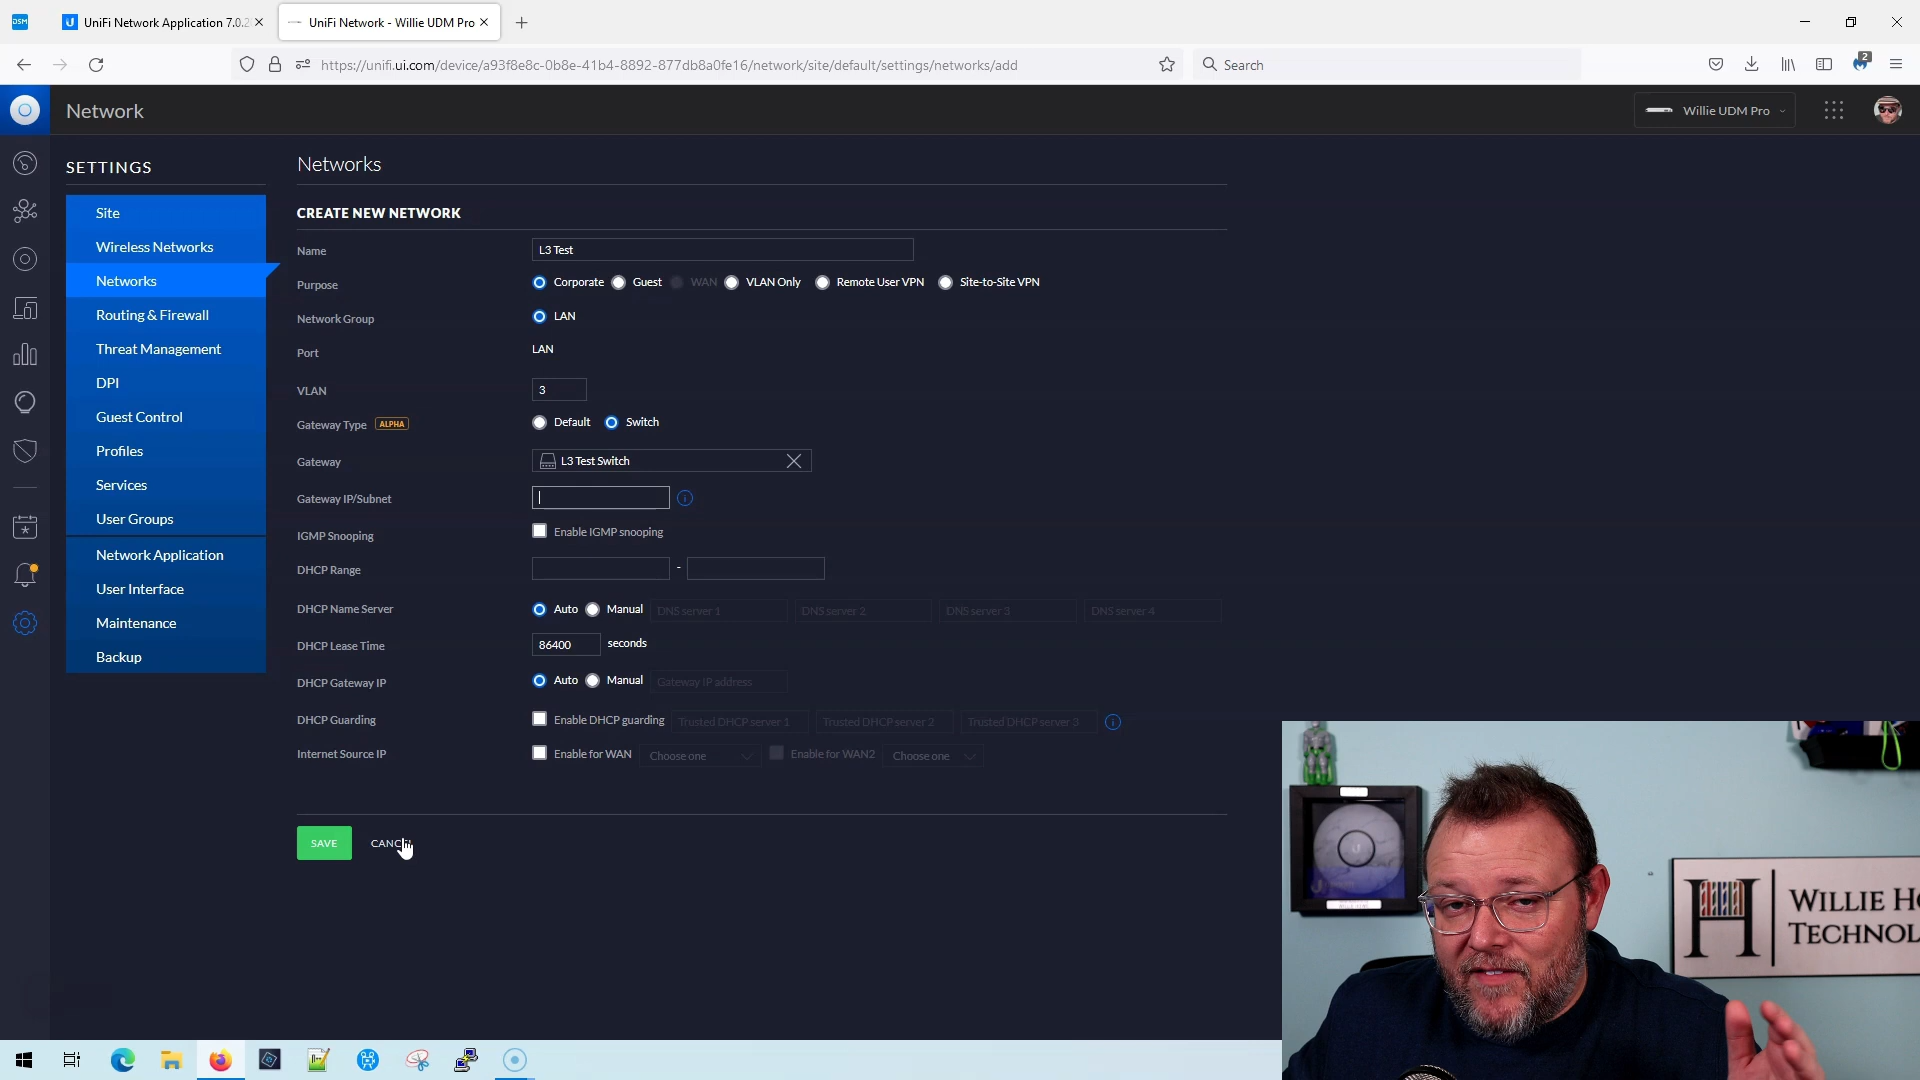 DSM
UniFi Network Application 7.0.2
UniFi Network - Willie UDM Pro
https://unifi.ui.com/device/a93f8e8c-0b8e-41b4-8892-877db8a0fe16/network/site/default/settings/networks/add
Search
2
Network
Willie UDM Pro
SETTINGS
Site
Wireless Networks
Networks
Routing & Firewall
Threat Management
DPI
Guest Control
Profiles
Services
User Groups
Network Application
User Interface
Maintenance
Backup
Networks
CREATE NEW NETWORK
Name L3 Test
Purpose Corporate Guest WAN VLAN Only Remote User VPN Site-to-Site VPN
Network Group LAN
Port LAN
VLAN 3
Gateway Type ALPHA Default Switch
Gateway L3 Test Switch
Gateway IP/Subnet
IGMP Snooping Enable IGMP snooping
DHCP Range -
DHCP Name Server Auto Manual DNS server 1 DNS server 2 DNS server 3 DNS server 4
DHCP Lease Time 86400 seconds
DHCP Gateway IP Auto Manual Gateway IP address
DHCP Guarding Enable DHCP guarding Trusted DHCP server 1 Trusted DHCP server 2 Trusted DHCP server 3
Internet Source IP Enable for WAN Choose one Enable for WAN2 Choose one
SAVE CANCEL
H WILLIE HO
TECHNOL